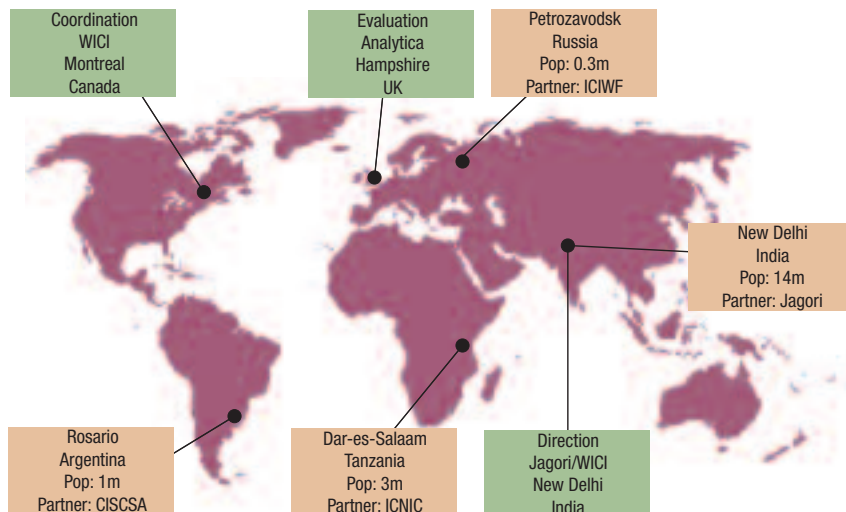 Coordination
WICI
Montreal
Canada
Evaluation
Analytica
Hampshire
UK
Petrozavodsk
Russia
Pop: 0.3m
Partner: ICIWF
New Delhi
India
Pop: 14m
Partner: Jagori
Rosario
Argentina
Pop: 1m
Partner: CISCSA
Dar-es-Salaam
Tanzania
Pop: 3m
Partner: ICNIC
Direction
Jagori/WICI
New Delhi
India